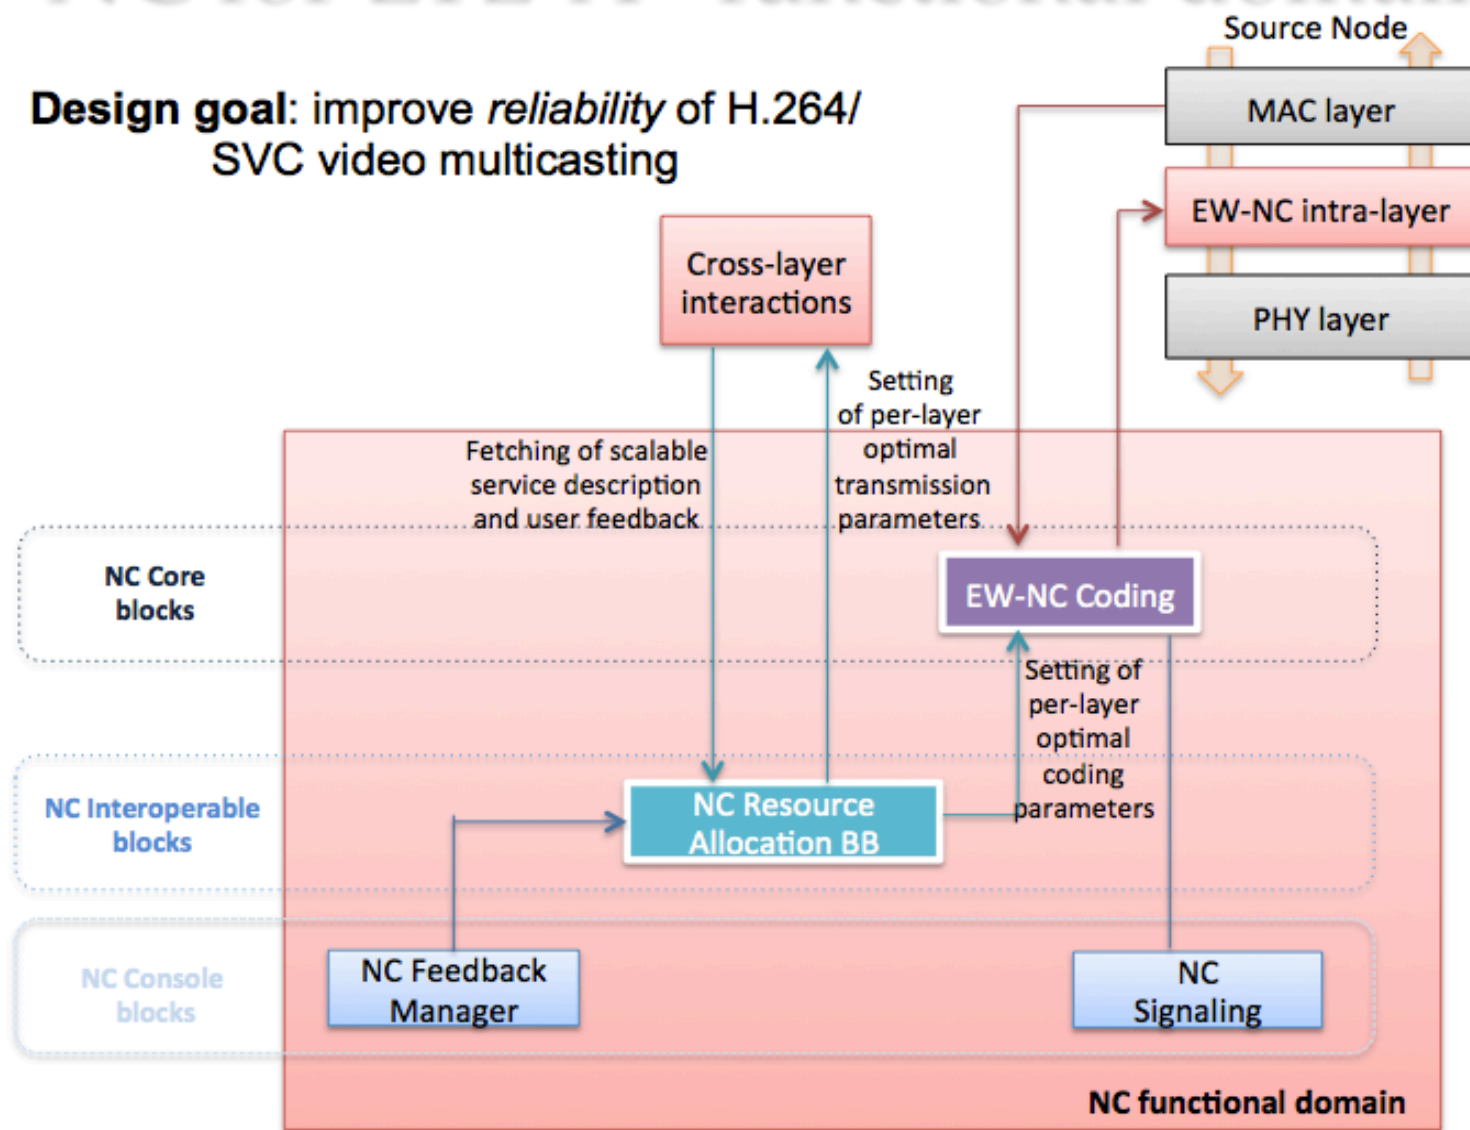 Source Node
Design goal: improve reliability of H.264/
SVC video multicasting
MAC layer
EW-NC intra-layer
PHY layer
Cross-layer
interactions
Setting
of per-layer
optimal
transmission
parameters
Fetching of scalable
service description
and user feedback
NC Core
blocks
EW-NC Coding
Setting of
per-layer
optimal
coding
parameters
NC Interoperable
blocks
NC Resource
Allocation BB
NC Console
blocks
NC Feedback
Manager
NC
Signaling
NC functional domain